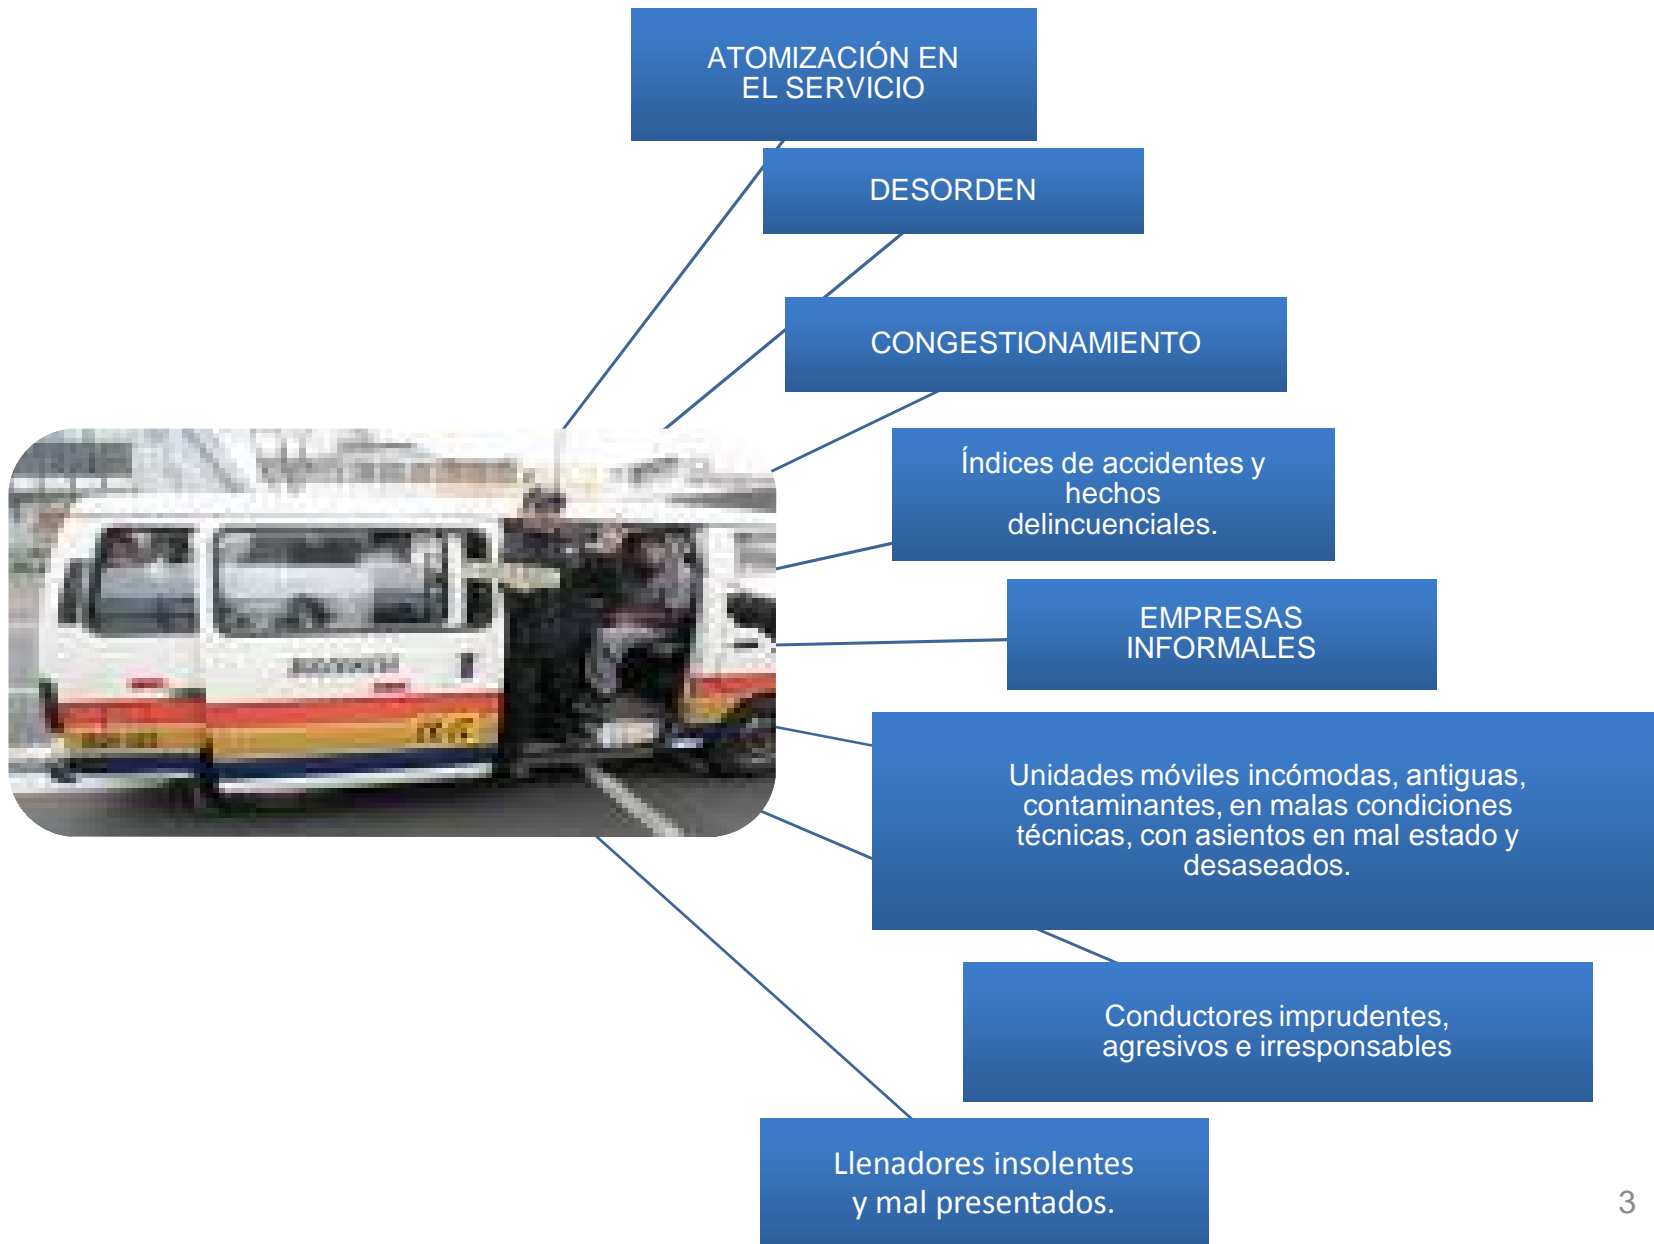 ATOMIZACIÓN EN
EL SERVICIO
DESORDEN
CONGESTIONAMIENTO
Índices de accidentes y
hechos
delincuenciales.
EMPRESAS
INFORMALES
Unidades móviles incómodas, antiguas,
contaminantes, en malas condiciones
técnicas, con asientos en mal estado y
desaseados.
Conductores imprudentes,
agresivos e irresponsables
Llenadores insolentes
y mal presentados.
3